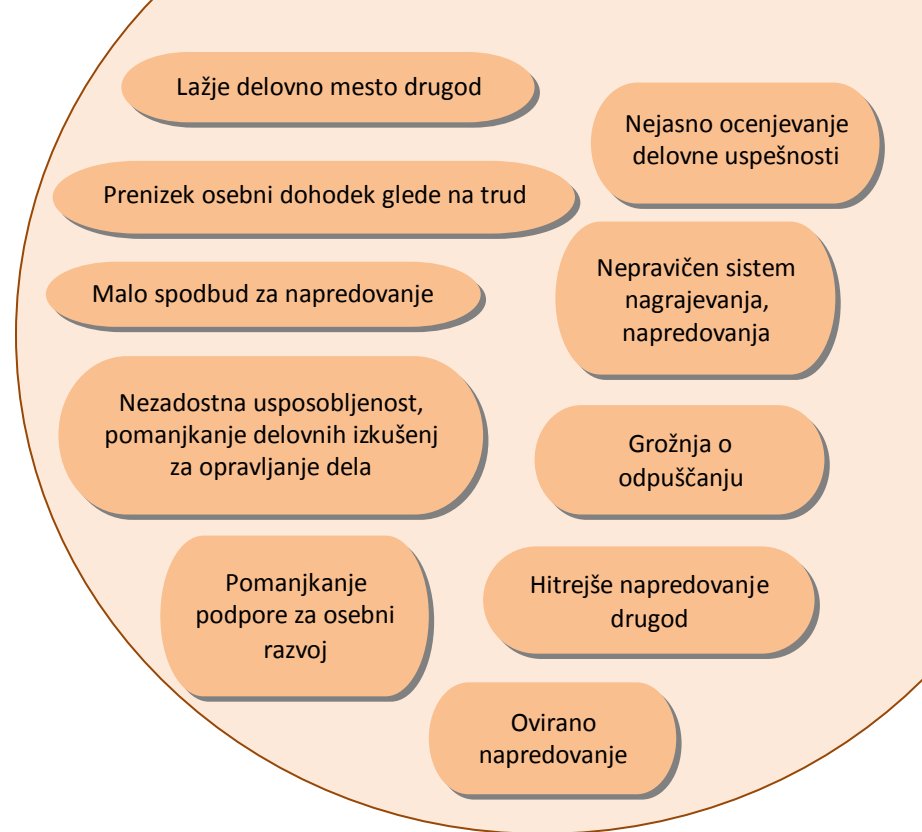 Lažje delovno mesto drugod
Nejasno ocenjevanje
delovne uspešnosti
Prenizek osebni dohodek glede na trud
Nepravičen sistem
nagrajevanja,
napredovanja
Malo spodbud za napredovanje
Nezadostna usposobljenost,
pomanjkanje delovnih izkušenj
za opravljanje dela
Grožnja o
odpuščanju
Pomanjkanje
podpore za osebni
razvoj
Hitrejše napredovanje
drugod
Ovirano
napredovanje